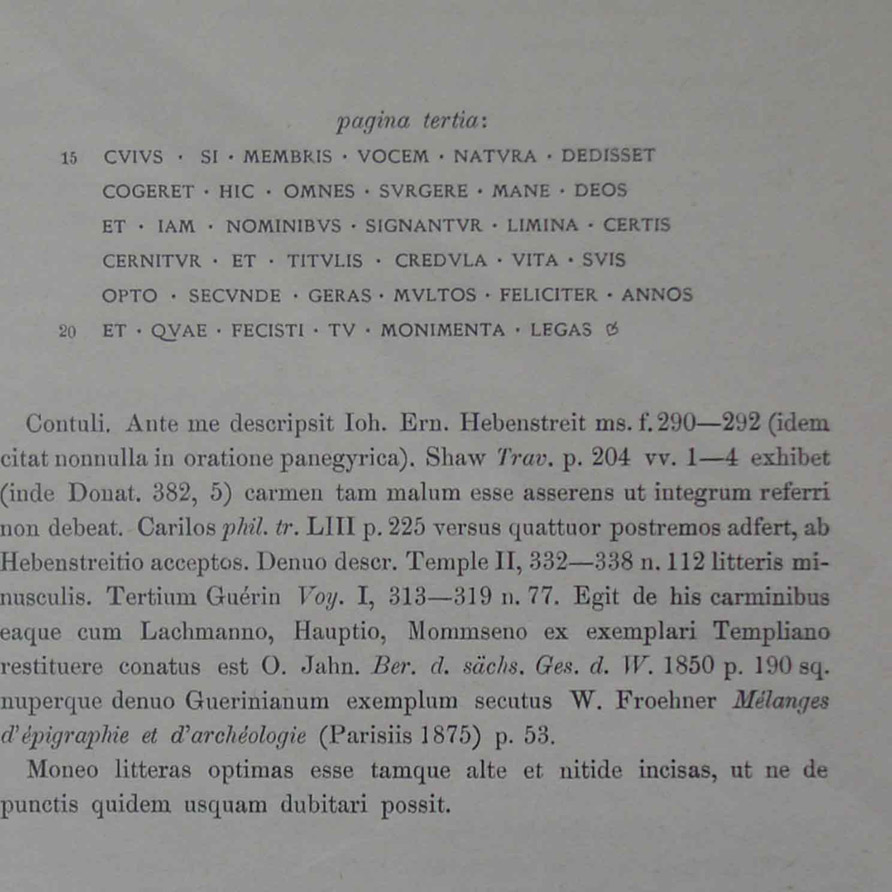 pagina tertia:
15 CVIVS · SI · MEMBRIS · VOCEM · NATVRA · DEDISSET
COGERET · HIC · OMNES · SVRGERE · MANE · DEOS
ET · IAM · NOMINIBVS · SIGNANTVR · LIMINA · CERTIS
CERNITVR · ET · TITVLIS · CREDVLA · VITA · SVIS
OPTO · SECVNDE · GERAS · MVLTOS · FELICITER · ANNOS
20 ET · QVAE · FECISTI · TV · MONIMENTA · LEGAS
Contuli. Ante me descripsit Ioh. Ern. Hebenstreit ms. f. 290—292 (idem
citat nonnulla in oratione panegyrica). Shaw Trav. p. 204 vv. 1—4 exhibet
(inde Donat. 382, 5) carmen tam malum esse asserens ut integrum referri
non debeat. Carilos phil. tr. LIII p. 225 versus quattuor postremos adfert, ab
Hebenstreitio acceptos. Denuo descr. Temple II, 332—338 n. 112 litteris mi-
nusculis. Tertium Guérin Voy. I, 313—319 n. 77. Egit de his carminibus
eaque cum Lachmanno, Hauptio, Mommseno ex exemplari Templiano
restituere conatus est O. Jahn. Ber. d. sächs. Ges. d. W. 1850 p. 190 sq.
nuperque denuo Guerinianum exemplum secutus W. Froehner Mélanges
d'épigraphie et d'archéologie (Parisiis 1875) p. 53.
Moneo litteras optimas esse tamque alte et nitide incisas, ut ne de
punctis quidem usquam dubitari possit.